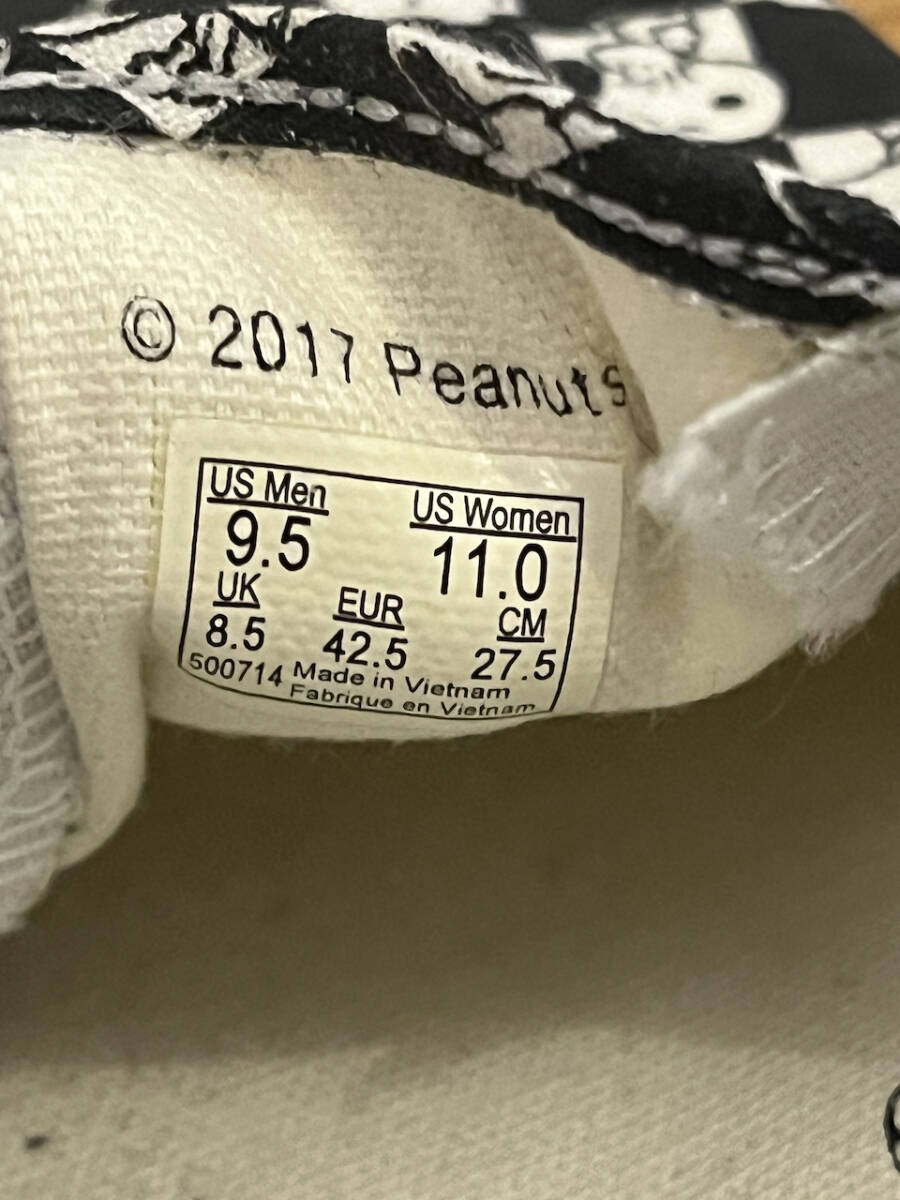 © 2017 Peanuts
US Men US Women
9.5 11.0
UK EUR CM
8.5 42.5 27.5
500714 Made in Vietnam
Fabrique en Vietnam